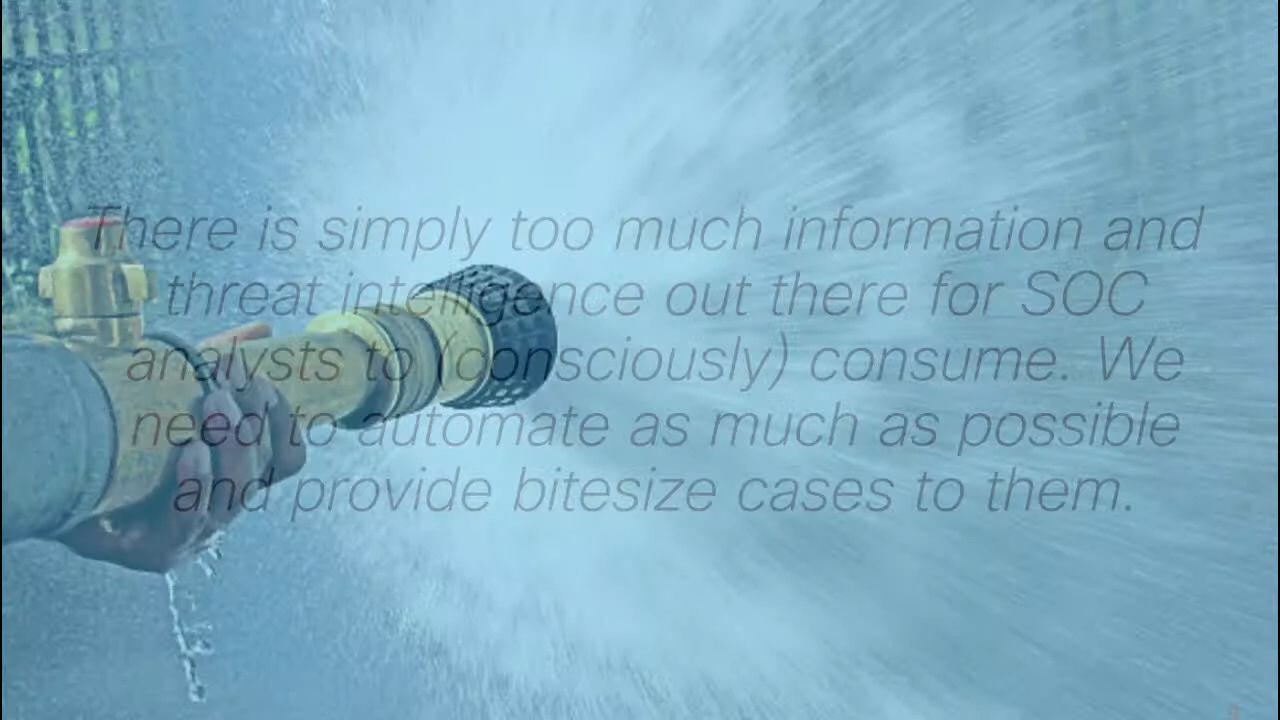 There is simply too much information and
threat intelligence out there for SOC
analysts to (consciously) consume. We
need to automate as much as possible
and provide bitesize cases to them.